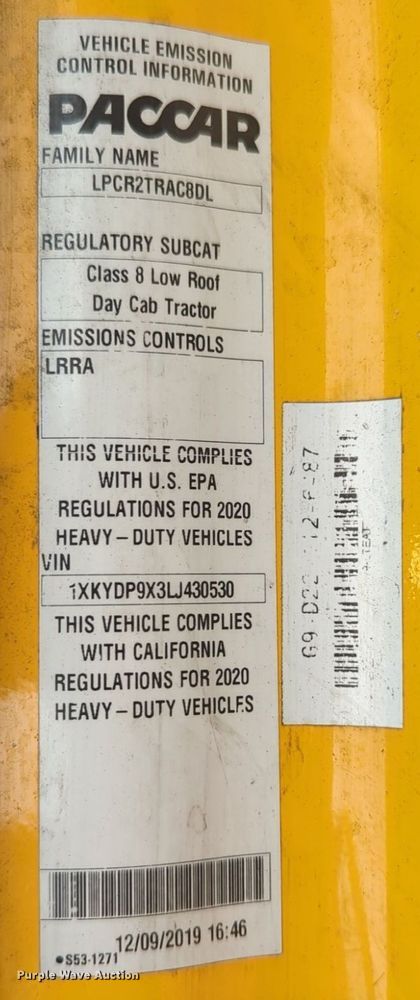 VEHICLE EMISSION
CONTROL INFORMATION
PACCAR
FAMILY NAME
LPCR2TRAC8DL
REGULATORY SUBCAT
Class 8 Low Roof
Day Cab Tractor
EMISSIONS CONTROLS
LRRA
THIS VEHICLE COMPLIES
WITH U.S. EPA
REGULATIONS FOR 2020
HEAVY-DUTY VEHICLES
VIN
1XKYDP9X3LJ430530
THIS VEHICLE COMPLIES
WITH CALIFORNIA
REGULATIONS FOR 2020
HEAVY-DUTY VEHICLES
12/09/2019 16:46
S53-1271
Purple Wave Auction